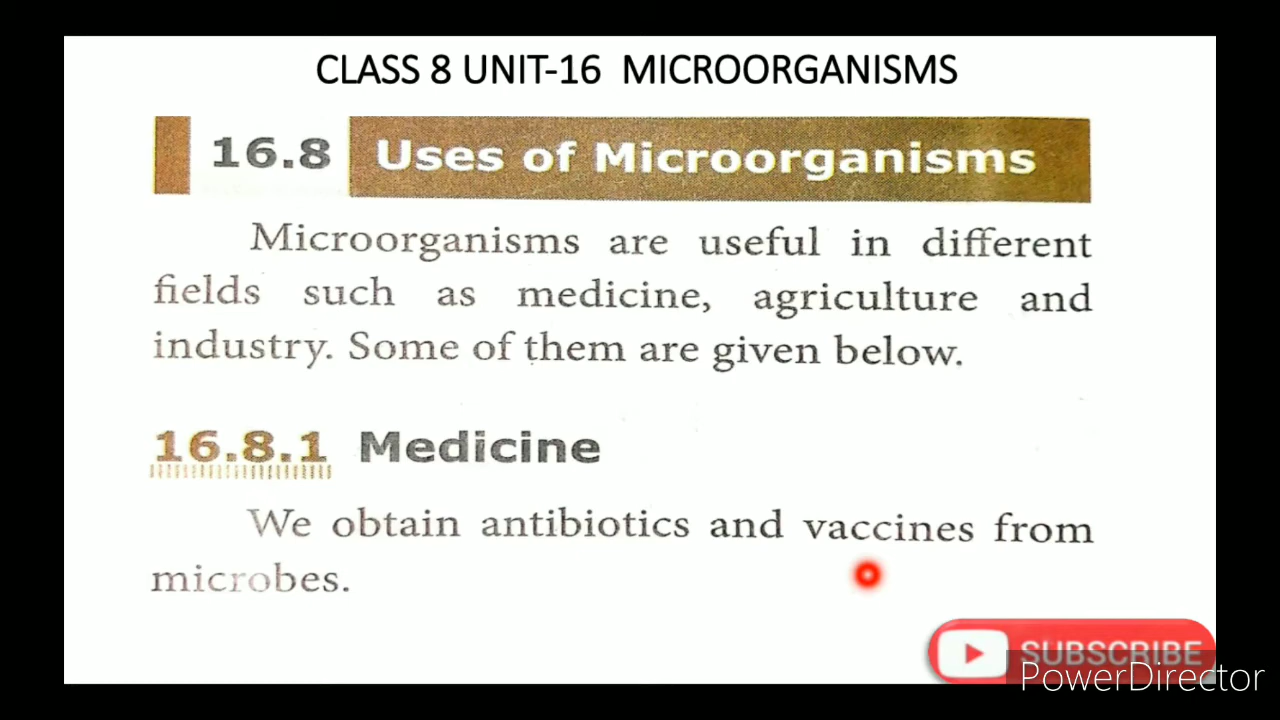 CLASS 8 UNIT-16 MICROORGANISMS
16.8 Uses of Microorganisms
Microorganisms are useful in different
fields such as medicine, agriculture and
industry. Some of them are given below.
16.8.1 Medicine
We obtain antibiotics and vaccines from
microbes.
SUBSCRIBE
PowerDirector